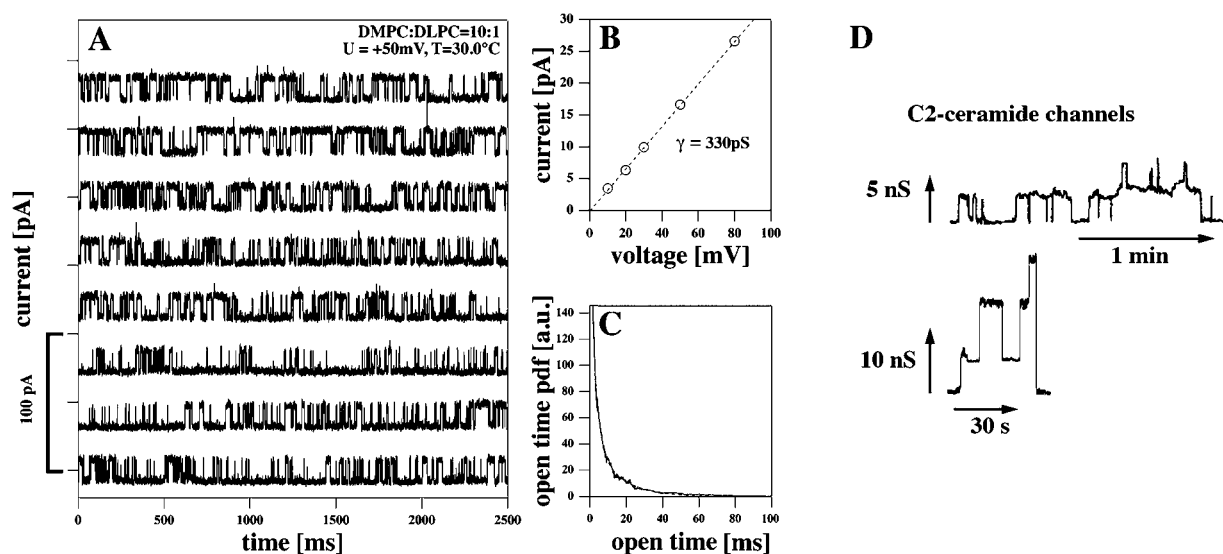 A
DMPC:DLPC=10:1
U = +50mV, T=30.0°C
current [pA]
100 pA
0 500 1000 1500 2000 2500
time [ms]
B
30
25
20
15
10
5
0
current [pA]
γ = 330pS
0 20 40 60 80 100
voltage [mV]
C
140
120
100
80
60
40
20
0
open time pdf [a.u.]
0 20 40 60 80 100
open time [ms]
D
C2-ceramide channels
5 nS
1 min
10 nS
30 s